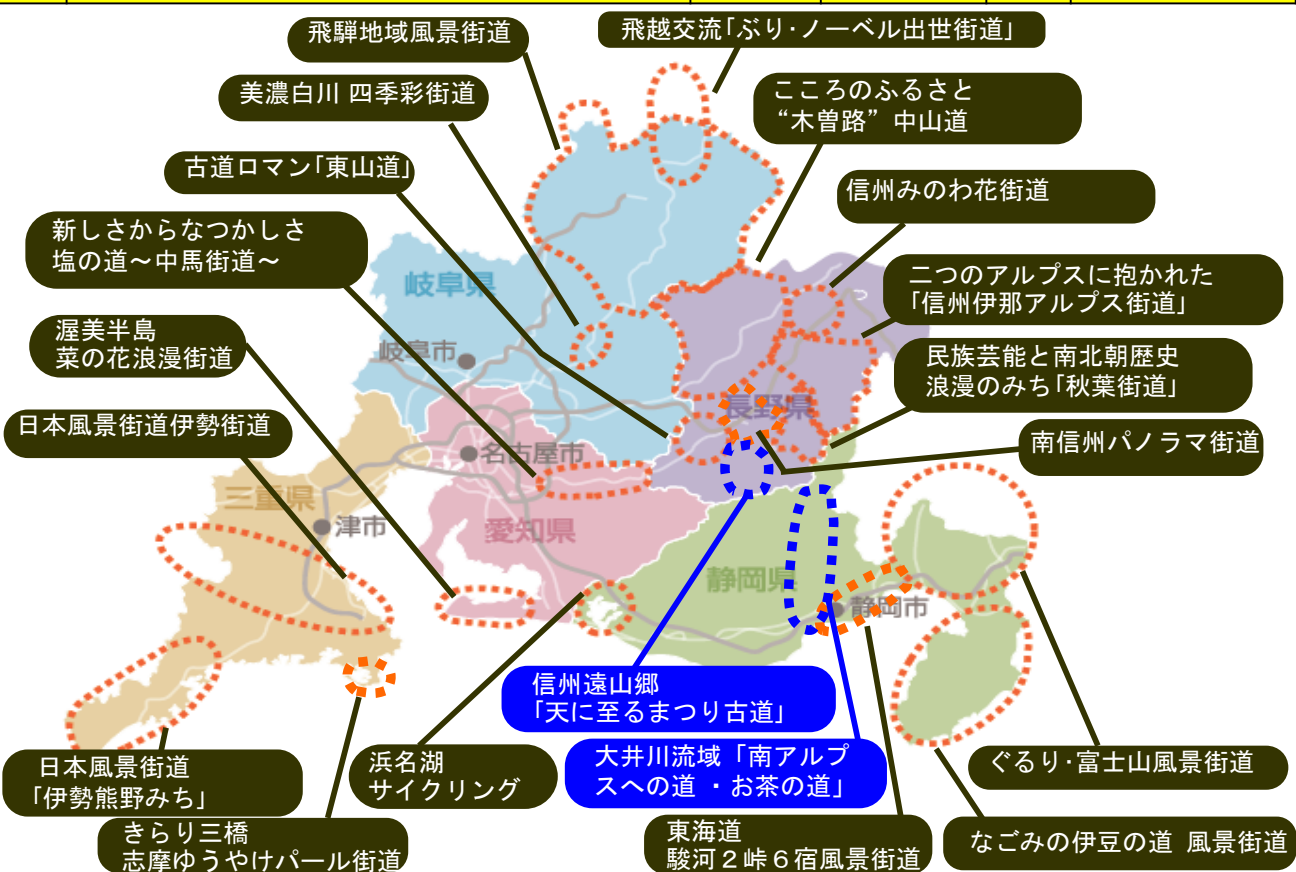 飛騨地域風景街道
飛越交流｢ぶり･ノーベル出世街道｣
美濃白川 四季彩街道
こころのふるさと
“木曽路”中山道
古道ロマン｢東山道｣
信州みのわ花街道
新しさからなつかしさ
塩の道～中馬街道～
二つのアルプスに抱かれた
｢信州伊那アルプス街道｣
渥美半島
菜の花浪漫街道
民族芸能と南北朝歴史
浪漫のみち｢秋葉街道｣
日本風景街道伊勢街道
南信州パノラマ街道
岐阜県
岐阜市
長野県
名古屋市
三重県
津市
愛知県
静岡県
静岡市
信州遠山郷
｢天に至るまつり古道｣
大井川流域「南アルプ
スへの道 ・お茶の道」
日本風景街道
｢伊勢熊野みち｣
浜名湖
サイクリング
ぐるり･富士山風景街道
きらり三橋
志摩ゆうやけパール街道
東海道
駿河２峠６宿風景街道
なごみの伊豆の道 風景街道